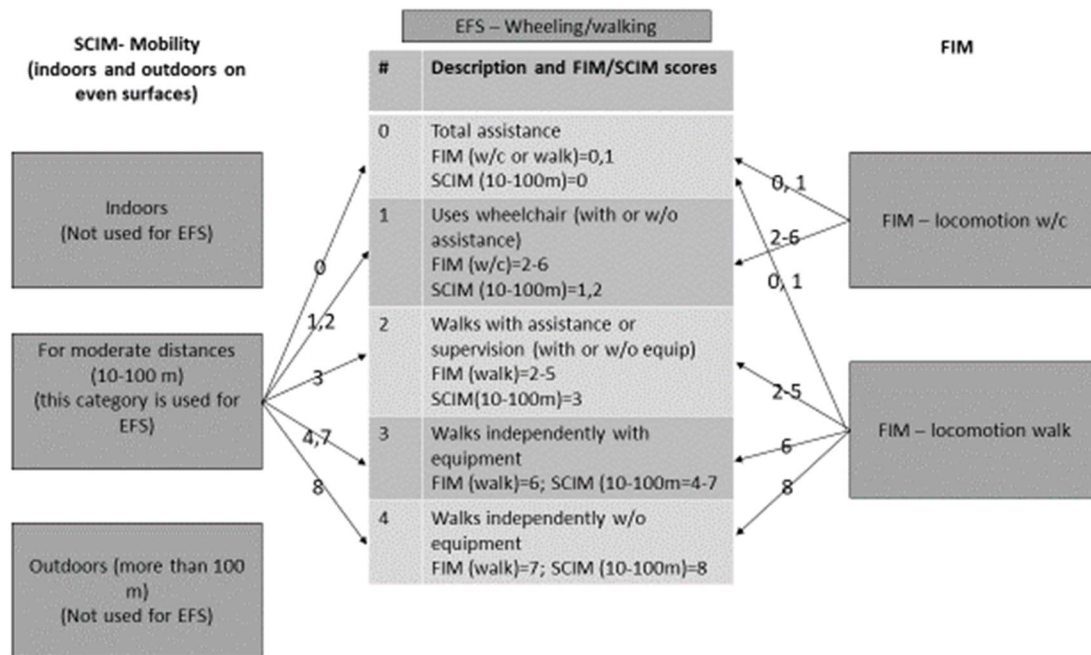 EFS – Wheeling/walking
SCIM- Mobility
(indoors and outdoors on
even surfaces)
FIM
# Description and FIM/SCIM scores
0 Total assistance
FIM (w/c or walk)=0,1
SCIM (10-100m)=0
1 Uses wheelchair (with or w/o
assistance)
FIM (w/c)=2-6
SCIM (10-100m)=1,2
2 Walks with assistance or
supervision (with or w/o equip)
FIM (walk)=2-5
SCIM(10-100m)=3
3 Walks independently with
equipment
FIM (walk)=6; SCIM (10-100m=4-7
4 Walks independently w/o
equipment
FIM (walk)=7; SCIM (10-100m)=8
Indoors
(Not used for EFS)
For moderate distances
(10-100 m)
(this category is used for
EFS)
Outdoors (more than 100
m)
(Not used for EFS)
0
1,2
3
4,7
8
0, 1
2-6
0, 1
2-5
6
8
FIM – locomotion w/c
FIM – locomotion walk